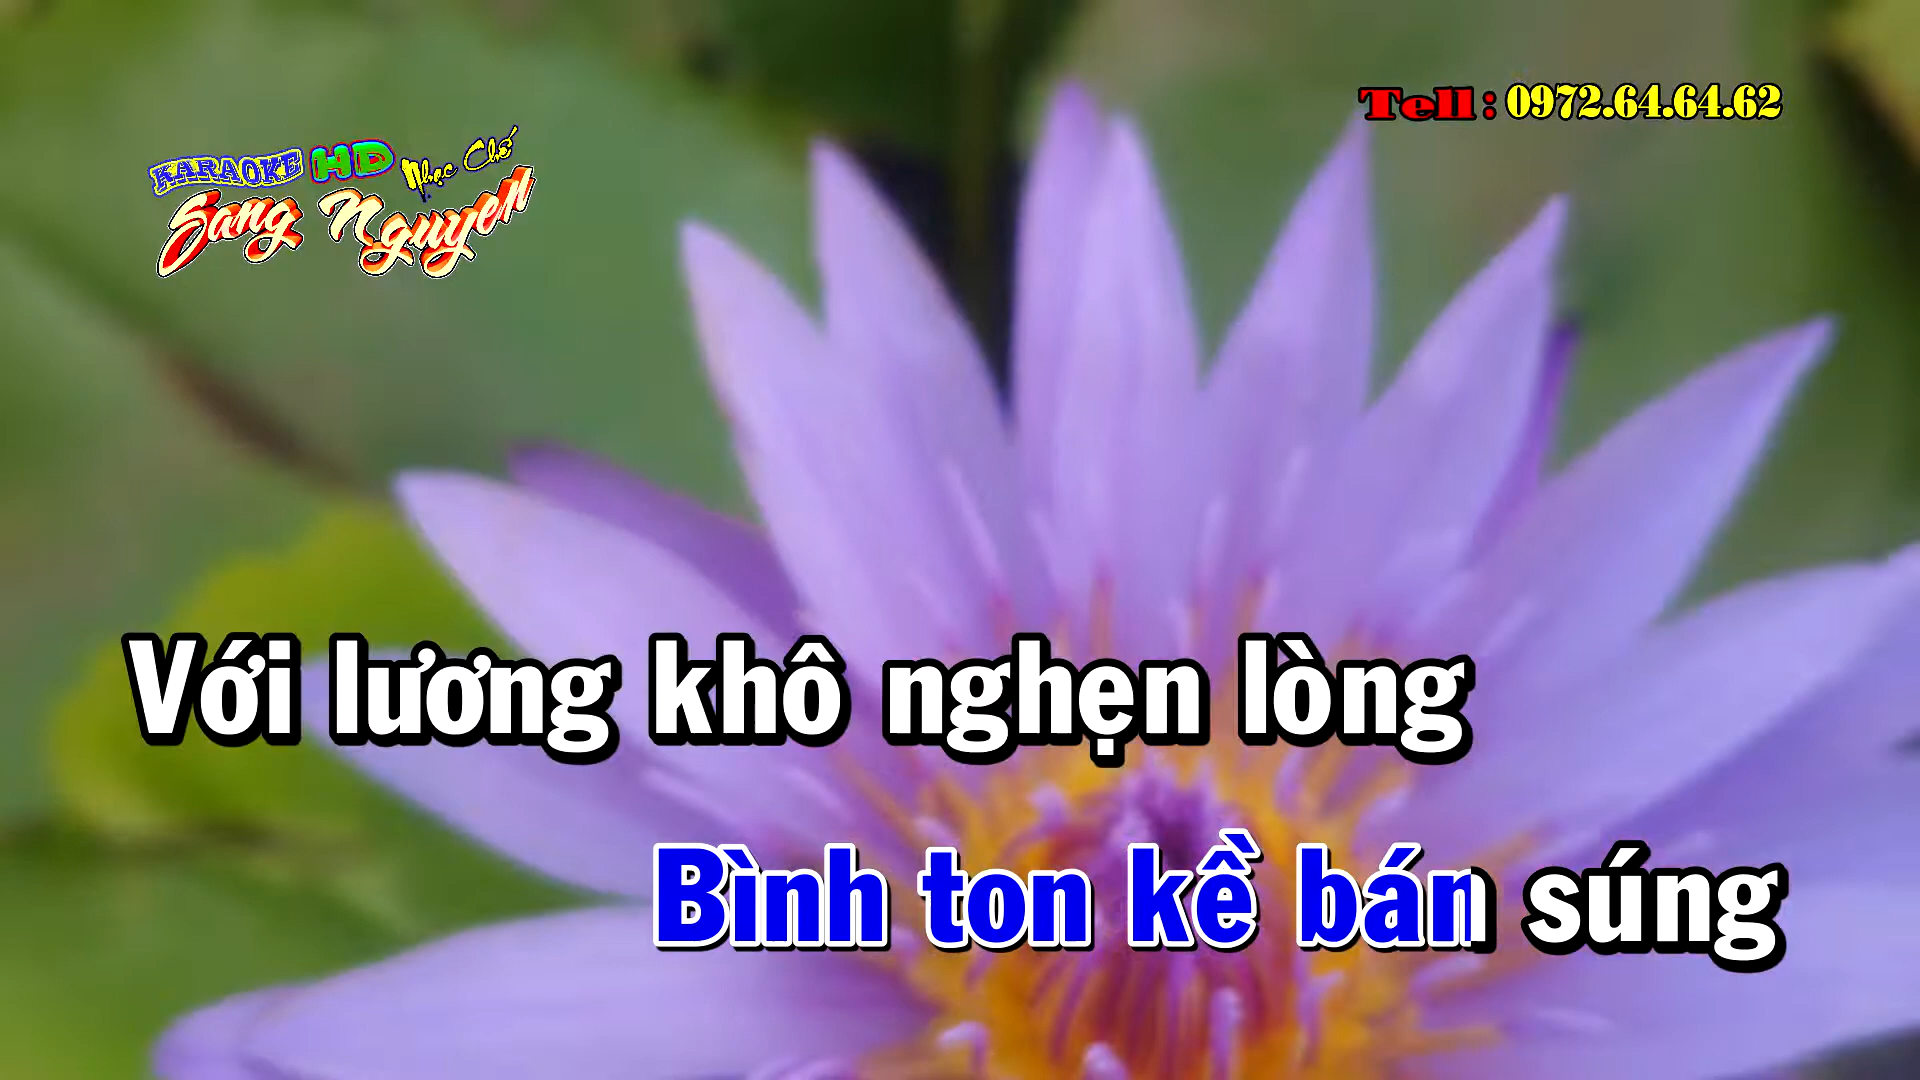 Tell : 0972.64.64.62
KARAOKE HD Nhạc Chế
Sang Nguyen
Với lương khô nghẹn lòng
Bình ton kề bán súng